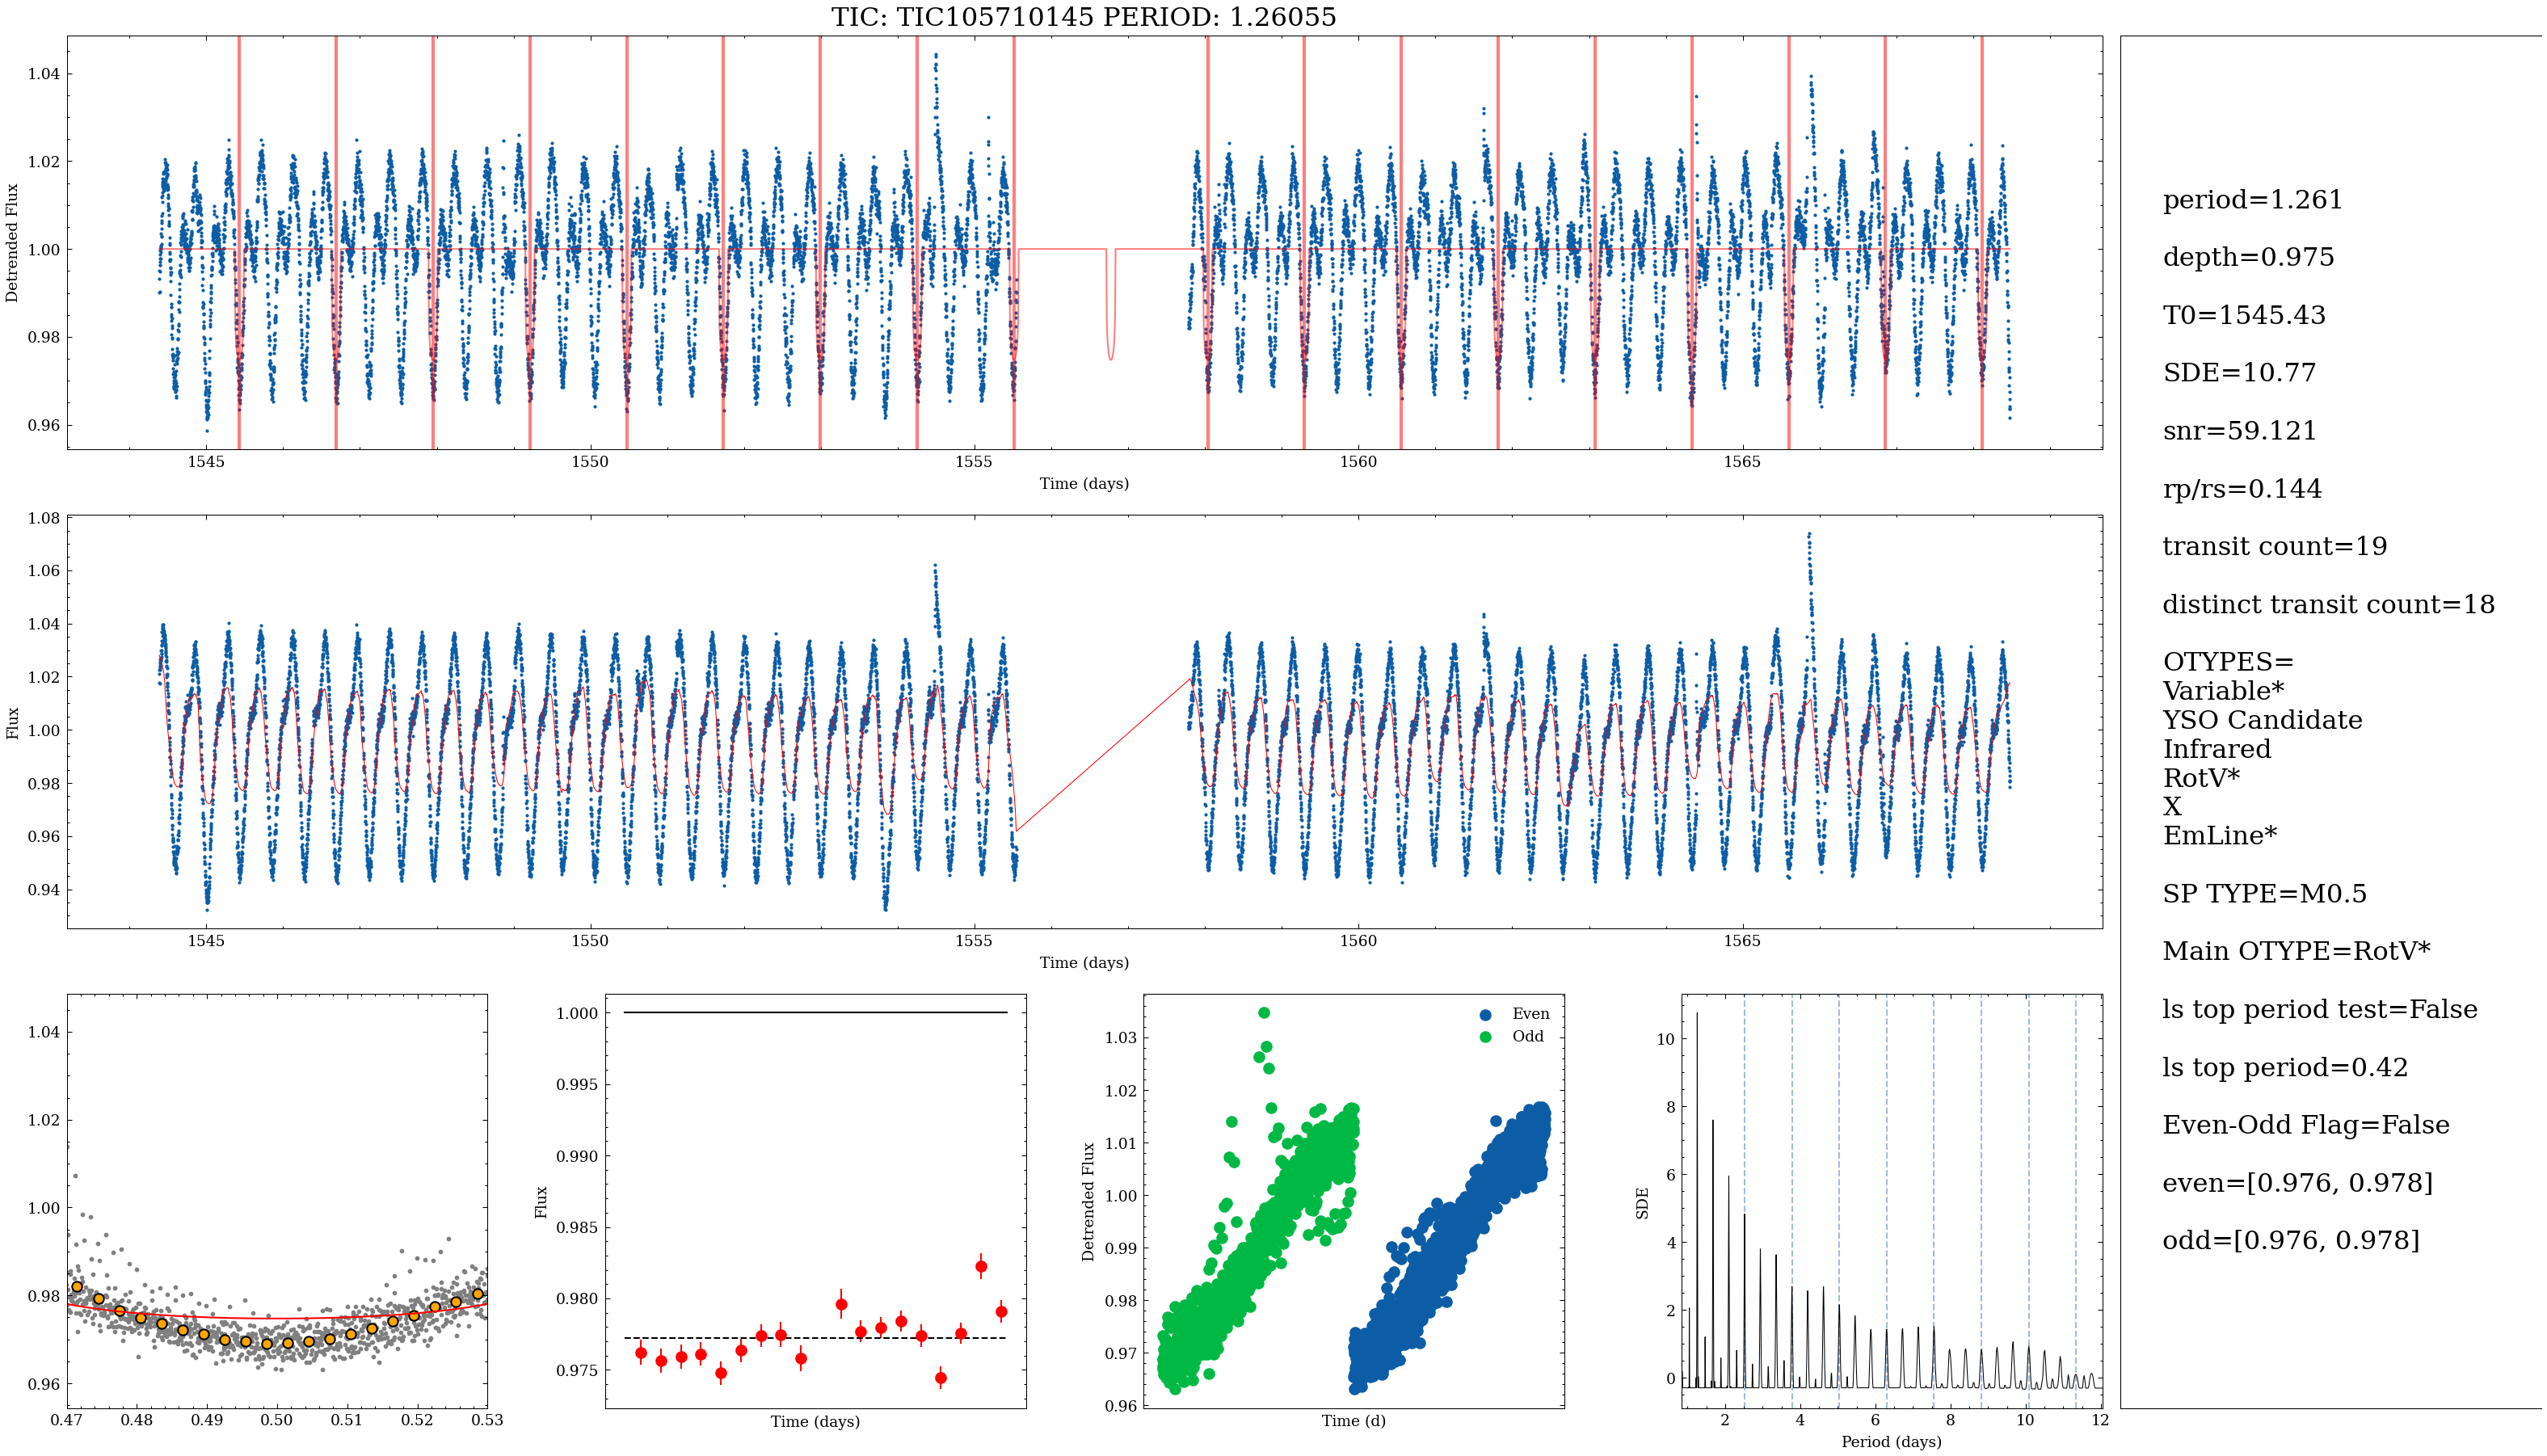 TIC: TIC105710145 PERIOD: 1.26055
1.04
1.02
1.00
0.98
0.96
Detrended Flux
1545
1550
1555
1560
1565
Time (days)
1.08
1.06
1.04
1.02
1.00
0.98
0.96
0.94
Flux
1545
1550
1555
1560
1565
Time (days)
1.04
1.02
1.00
0.98
0.96
0.47
0.48
0.49
0.50
0.51
0.52
0.53
1.000
0.995
0.990
0.985
0.980
0.975
Flux
Time (days)
Even
Odd
1.03
1.02
1.01
1.00
0.99
0.98
0.97
0.96
Detrended Flux
Time (d)
10
8
6
4
2
0
SDE
2
4
6
8
10
12
Period (days)
period=1.261
depth=0.975
T0=1545.43
SDE=10.77
snr=59.121
rp/rs=0.144
transit count=19
distinct transit count=18
OTYPES=
Variable*
YSO Candidate
Infrared
RotV*
X
EmLine*
SP TYPE=M0.5
Main OTYPE=RotV*
ls top period test=False
ls top period=0.42
Even-Odd Flag=False
even=[0.976, 0.978]
odd=[0.976, 0.978]